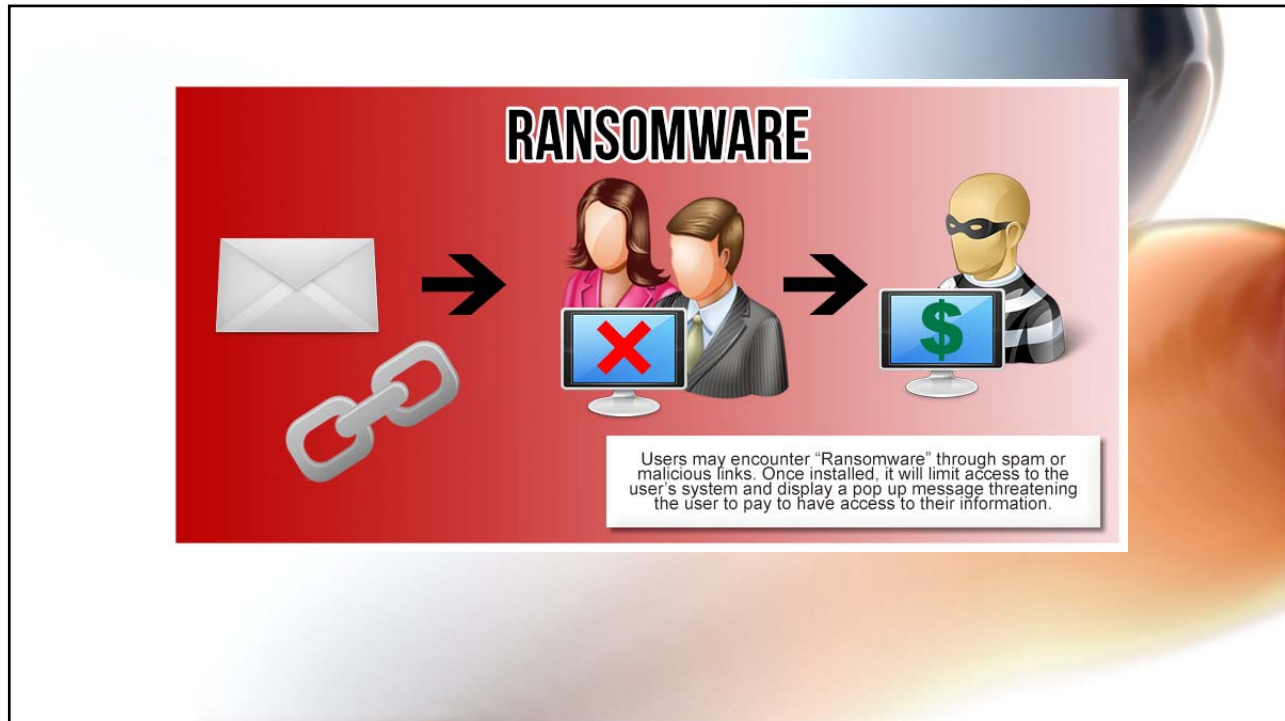 RANSOMWARE
$
Users may encounter “Ransomware” through spam or
malicious links. Once installed, it will limit access to the
user's system and display a pop up message threatening
the user to pay to have access to their information.